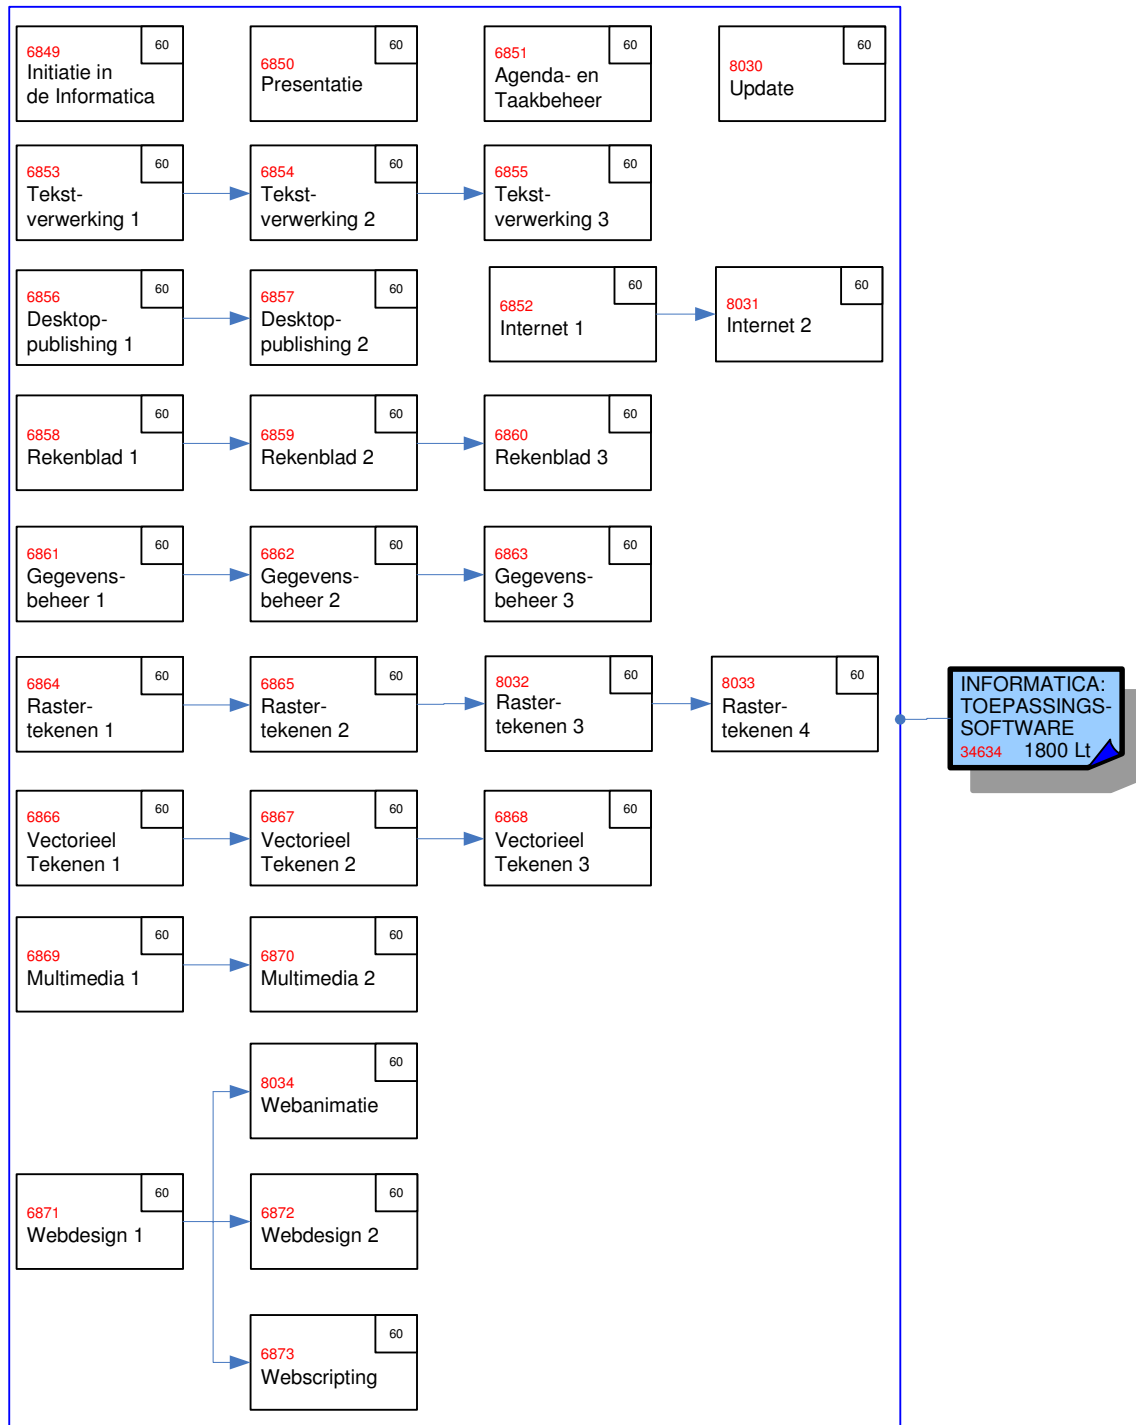 60
6849
Initiatie in
de Informatica
60
6850
Presentatie
60
6851
Agenda- en
Taakbeheer
60
8030
Update
60
6853
Tekst-
verwerking 1
60
6854
Tekst-
verwerking 2
60
6855
Tekst-
verwerking 3
60
6856
Desktop-
publishing 1
60
6857
Desktop-
publishing 2
60
6852
Internet 1
60
8031
Internet 2
60
6858
Rekenblad 1
60
6859
Rekenblad 2
60
6860
Rekenblad 3
60
6861
Gegevens-
beheer 1
60
6862
Gegevens-
beheer 2
60
6863
Gegevens-
beheer 3
60
6864
Raster-
tekenen 1
60
6865
Raster-
tekenen 2
60
8032
Raster-
tekenen 3
60
8033
Raster-
tekenen 4
INFORMATICA:
TOEPASSINGS-
SOFTWARE
34634 1800 Lt
60
6866
Vectorieel
Tekenen 1
60
6867
Vectorieel
Tekenen 2
60
6868
Vectorieel
Tekenen 3
60
6869
Multimedia 1
60
6870
Multimedia 2
60
8034
Webanimatie
60
6871
Webdesign 1
60
6872
Webdesign 2
60
6873
Webscripting